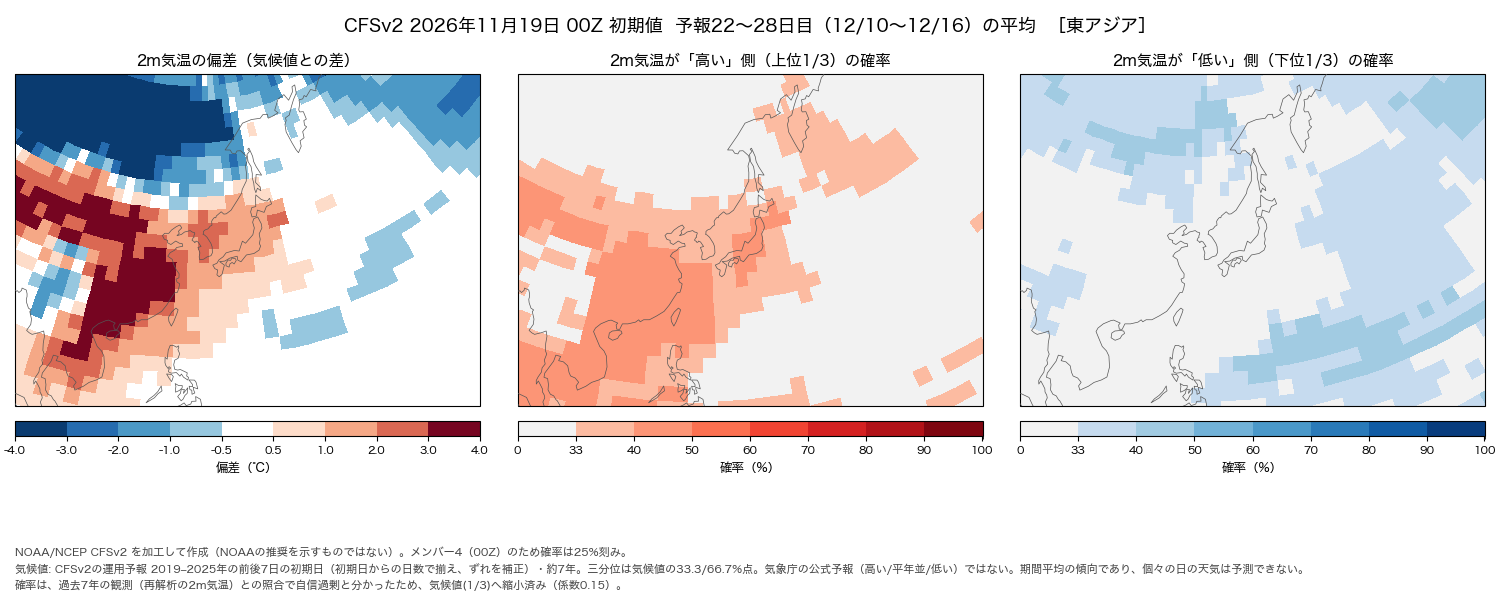 CFSv2 2026年11月19日 00Z 初期値 予報22～28日目（12/10～12/16）の平均 ［東アジア］
2m気温の偏差（気候値との差）
2m気温が「高い」側（上位1/3）の確率
2m気温が「低い」側（下位1/3）の確率
-4.0 -3.0 -2.0 -1.0 -0.5 0.5 1.0 2.0 3.0 4.0
偏差（℃）
0 33 40 50 60 70 80 90 100
確率（%）
0 33 40 50 60 70 80 90 100
確率（%）
NOAA/NCEP CFSv2 を加工して作成（NOAAの推奨を示すものではない）。メンバー4（00Z）のため確率は25%刻み。
気候値: CFSv2の運用予報 2019–2025年の前後7日の初期日（初期日からの日数で揃え、ずれを補正）・約7年。三分位は気候値の33.3/66.7%点。気象庁の公式予報（高い/平年並/低い）ではない。期間平均の傾向であり、個々の日の天気は予測できない。
確率は、過去7年の観測（再解析の2m気温）との照合で自信過剰と分かったため、気候値(1/3)へ縮小済み（係数0.15）。